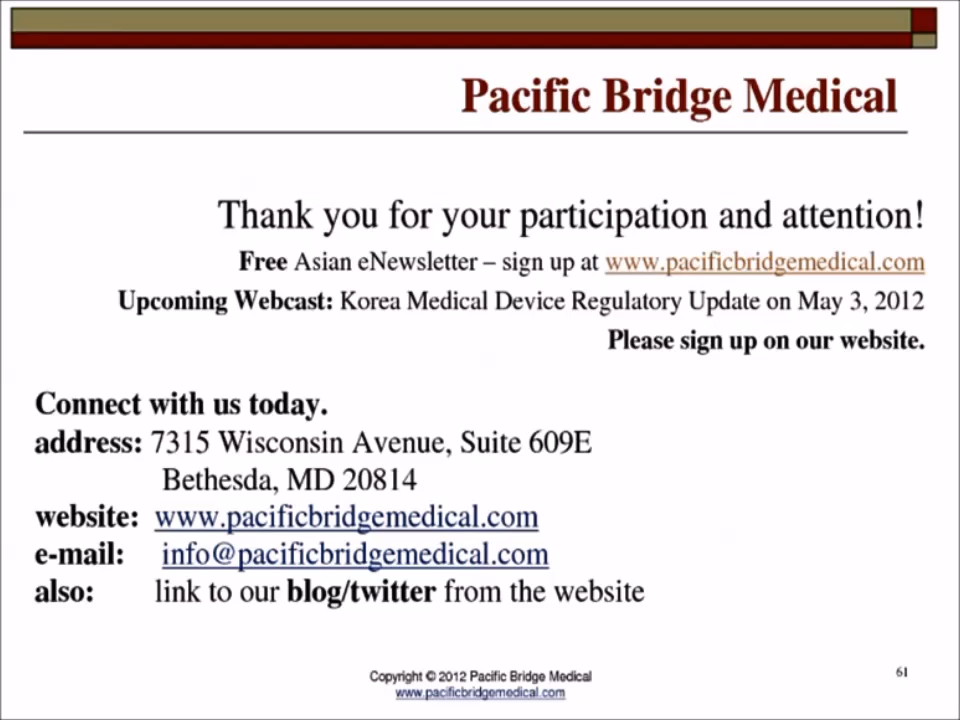 Pacific Bridge Medical
Thank you for your participation and attention!
Free Asian eNewsletter – sign up at www.pacificbridgemedical.com
Upcoming Webcast: Korea Medical Device Regulatory Update on May 3, 2012
Please sign up on our website.
Connect with us today.
address: 7315 Wisconsin Avenue, Suite 609E
Bethesda, MD 20814
website: www.pacificbridgemedical.com
e-mail: info@pacificbridgemedical.com
also: link to our blog/twitter from the website
Copyright © 2012 Pacific Bridge Medical
www.pacificbridgemedical.com
61